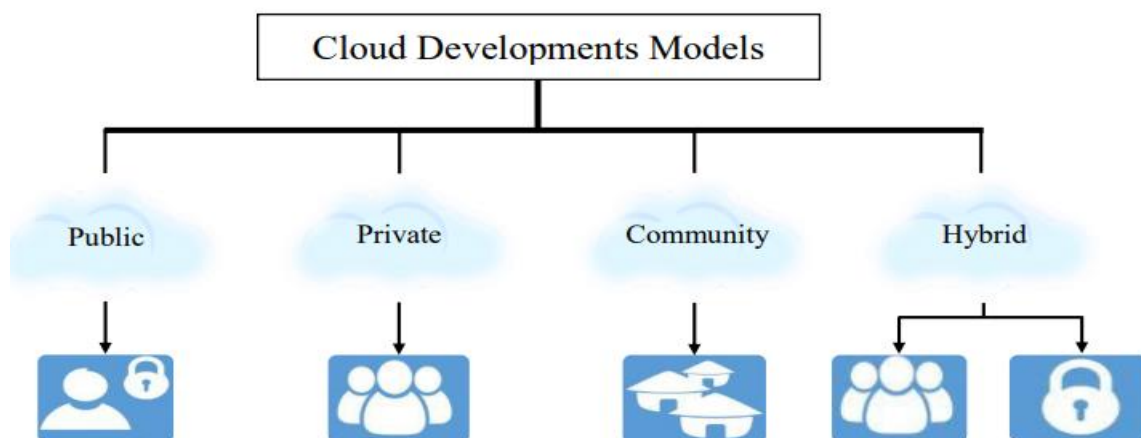 Cloud Developments Models
Public
Private
Community
Hybrid